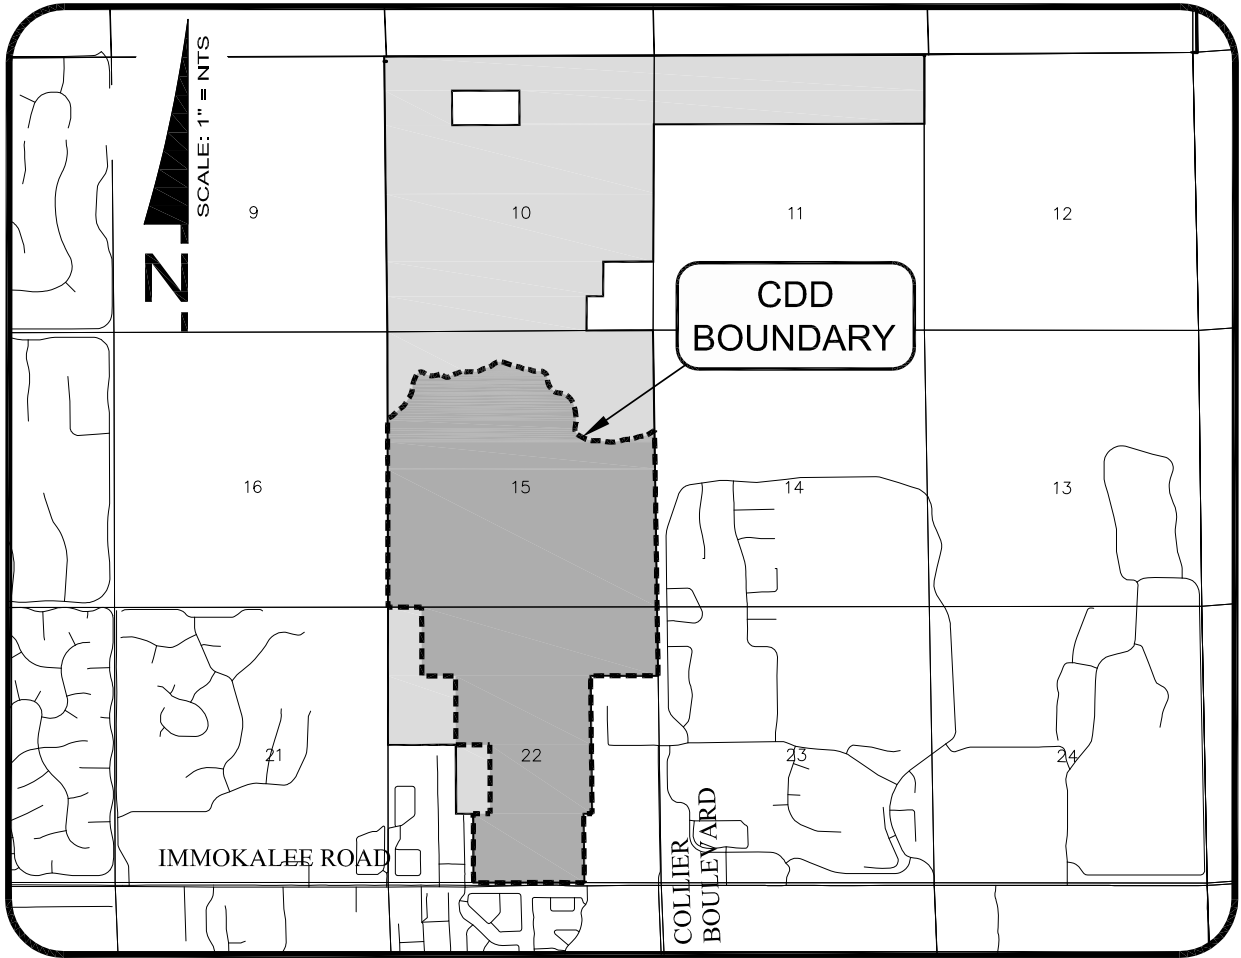 SCALE: 1" = NTS
N
9
10
11
12
CDD
BOUNDARY
16
15
14
13
21
22
23
24
IMMOKALEE ROAD
COLLIER
BOULEVARD